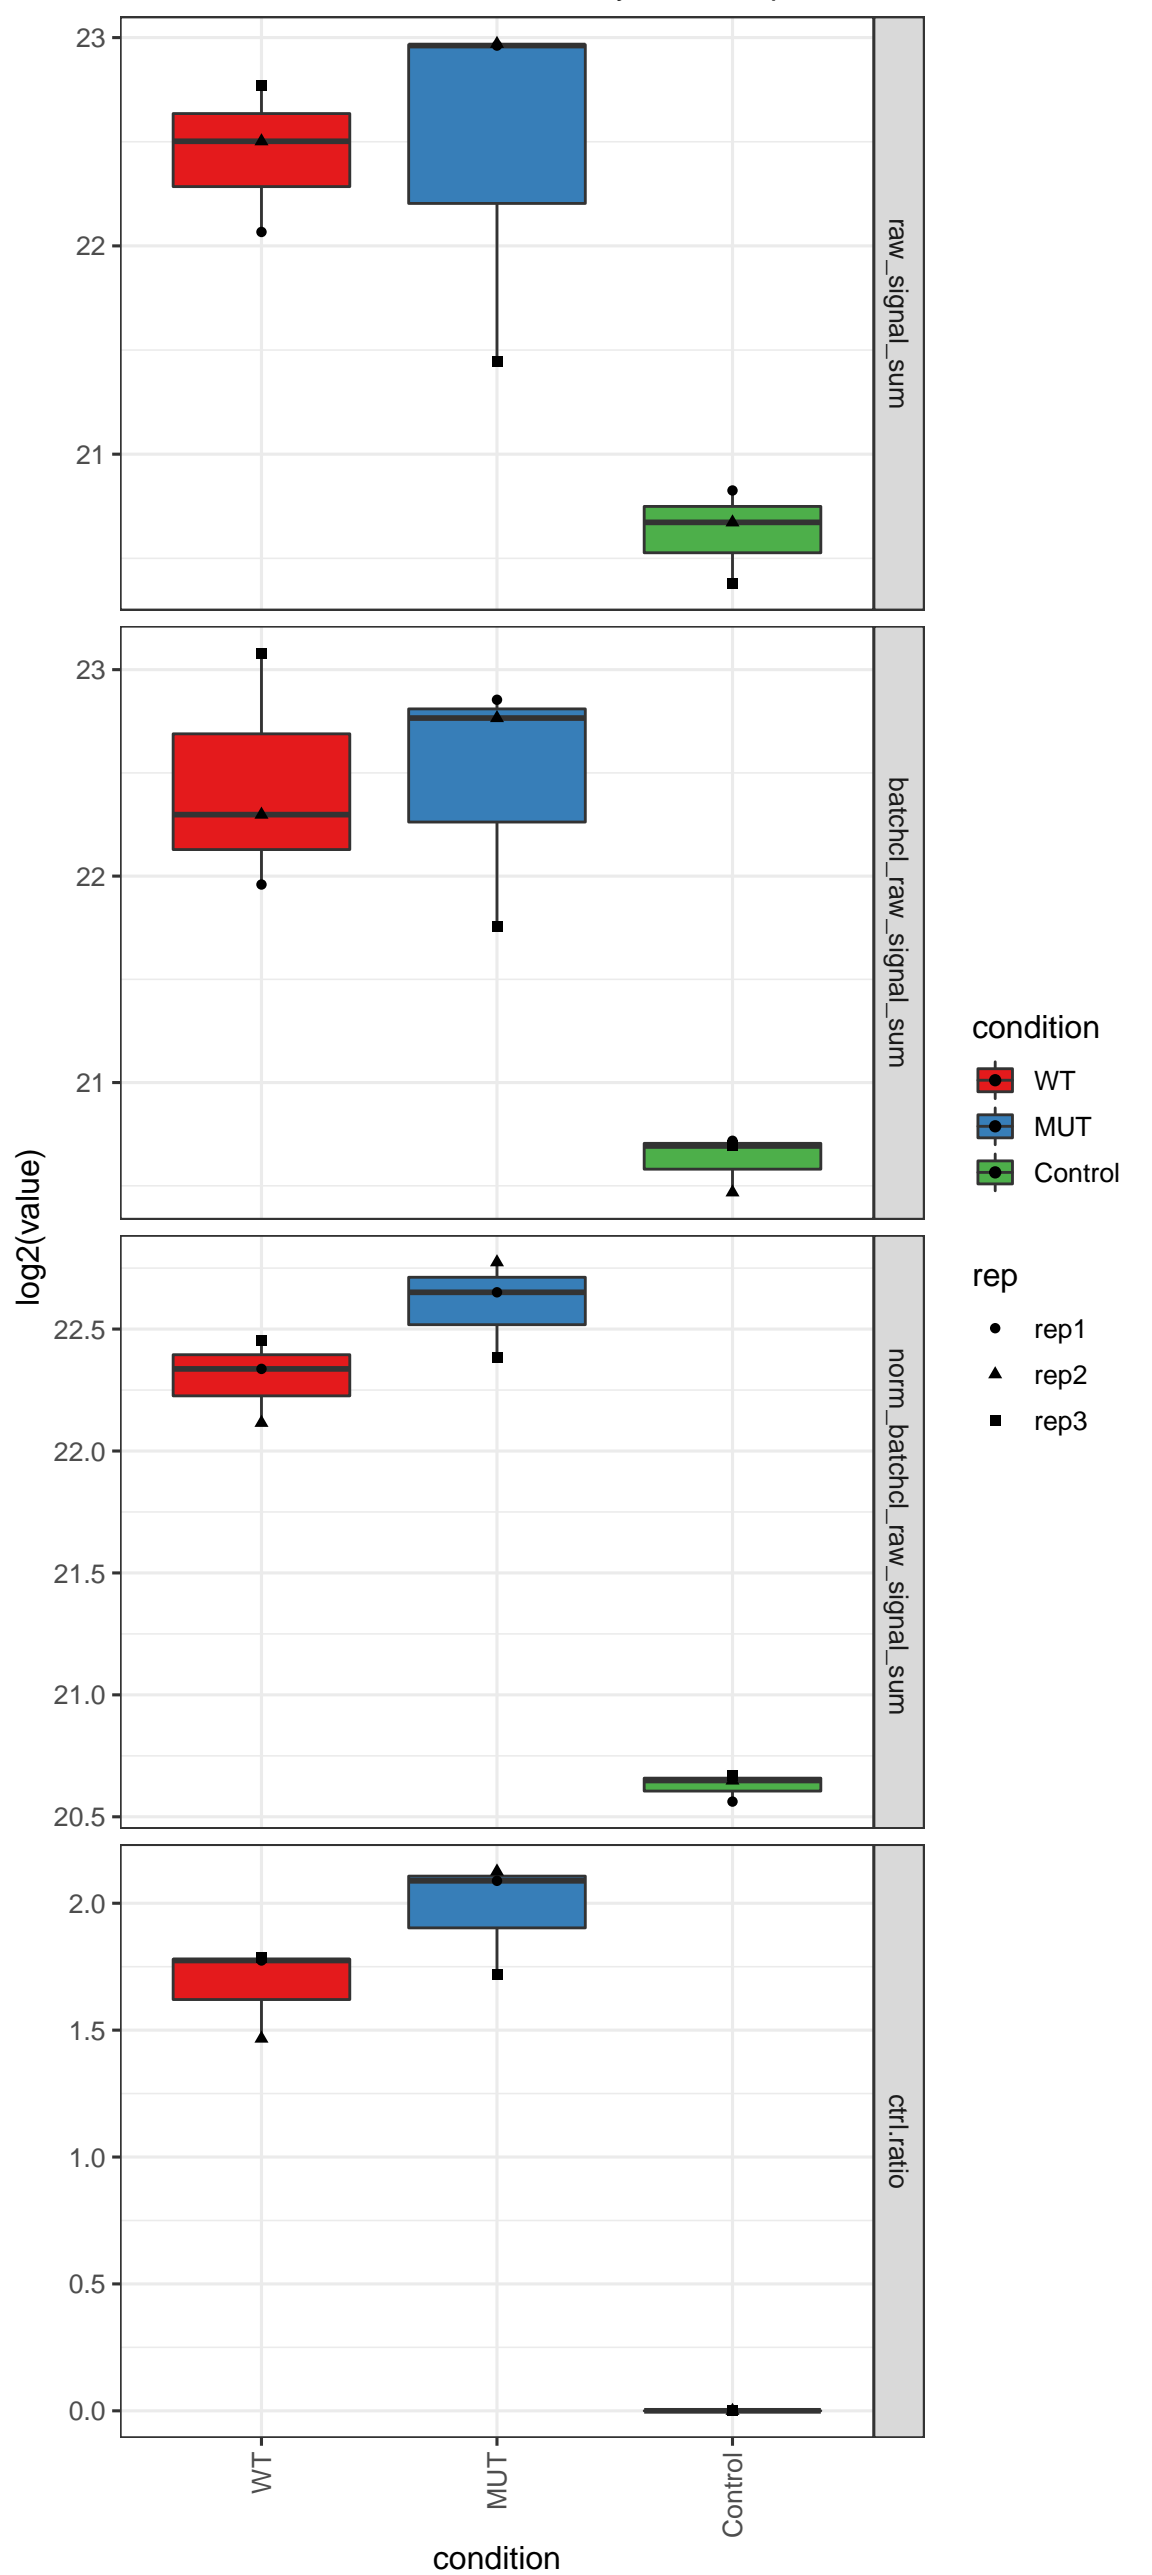 23
22
21
raw_signal_sum
23
22
21
batchcl_raw_signal_sum
22.5
22.0
21.5
21.0
20.5
norm_batchcl_raw_signal_sum
2.0
1.5
1.0
0.5
0.0
ctrl.ratio
WT
MUT
Control
condition
log2(value)
condition
WT
MUT
Control
rep
rep1
rep2
rep3